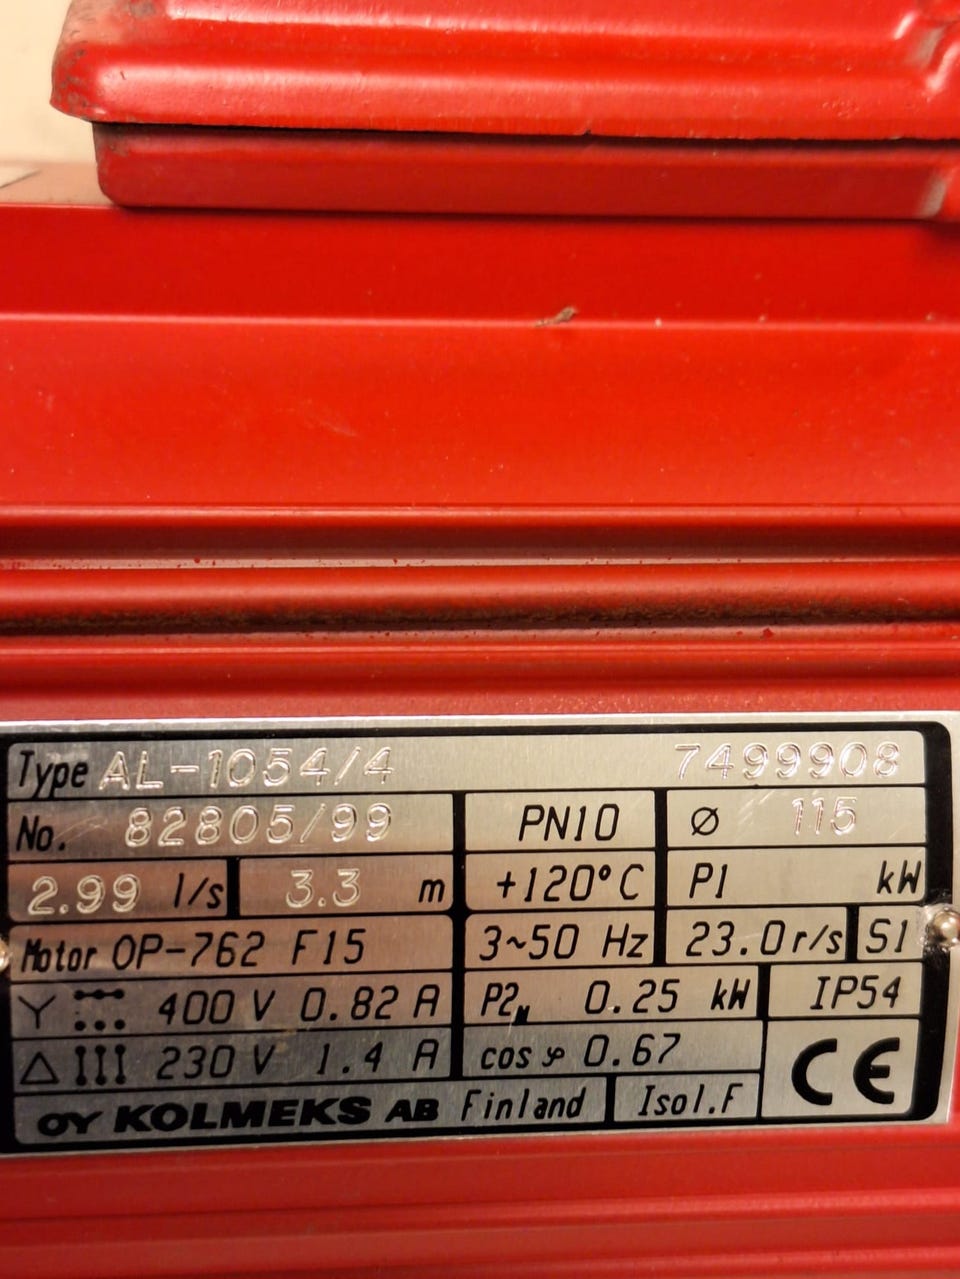 Type AL-1054/4 7499908
No. 82805/99 PN10 ⌀ 115
2.99 l/s 3.3 m +120°C P1 kW
Motor OP-762 F15 3~50 Hz 23.0 r/s S1
Y 400 V 0.82 A P2M 0.25 kW IP54
△ 230 V 1.4 A cos φ 0.67 CE
OY KOLMEKS AB Finland Isol.F